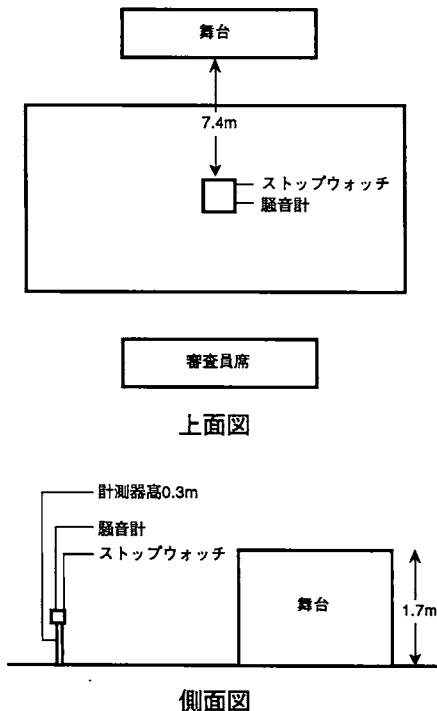 舞台
7.4m
ストップウォッチ
騒音計
審査員席
上面図
計測器高0.3m
騒音計
ストップウォッチ
舞台
1.7m
側面図